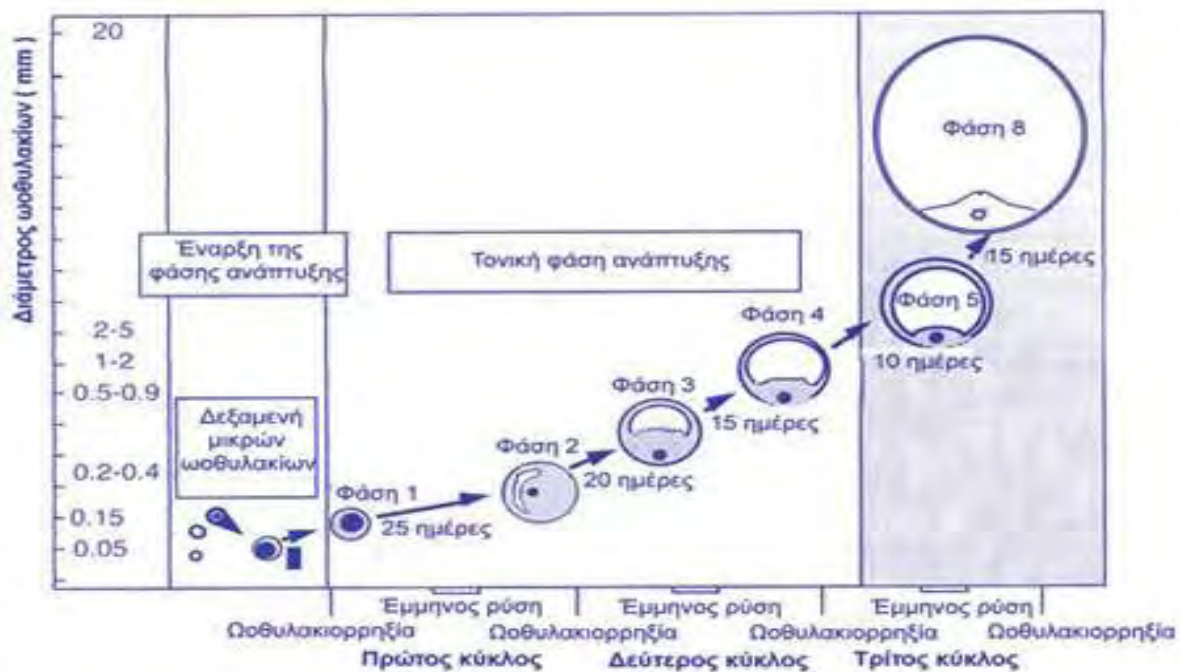 Διάμετρος ωοθυλακίων ( mm )
20
2-5
1-2
0.5-0.9
0.2-0.4
0.15
0.05
Έναρξη της
φάσης ανάπτυξης
Τονική φάση ανάπτυξης
Δεξαμενή
μικρών
ωοθυλακίων
Φάση 1
25 ημέρες
Φάση 2
20 ημέρες
Φάση 3
15 ημέρες
Φάση 4
10 ημέρες
Φάση 5
15 ημέρες
Φάση 8
Έμμηνος ρύση Έμμηνος ρύση Έμμηνος ρύση
Ωοθυλακιορρηξία Ωοθυλακιορρηξία Ωοθυλακιορρηξία Ωοθυλακιορρηξία
Πρώτος κύκλος Δεύτερος κύκλος Τρίτος κύκλος